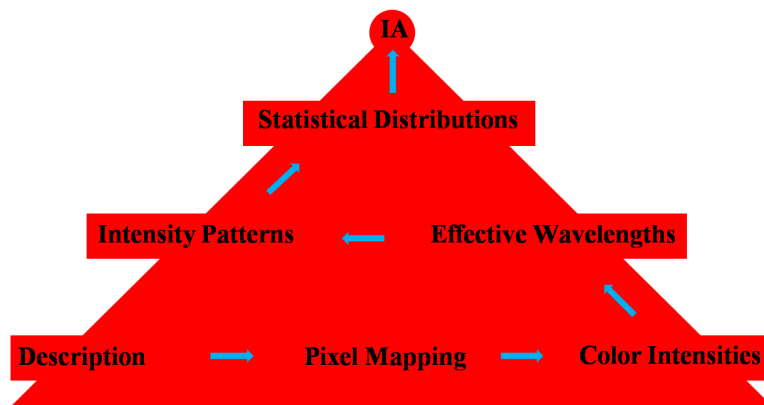 IA
Statistical Distributions
Intensity Patterns
Effective Wavelengths
Description
Pixel Mapping
Color Intensities